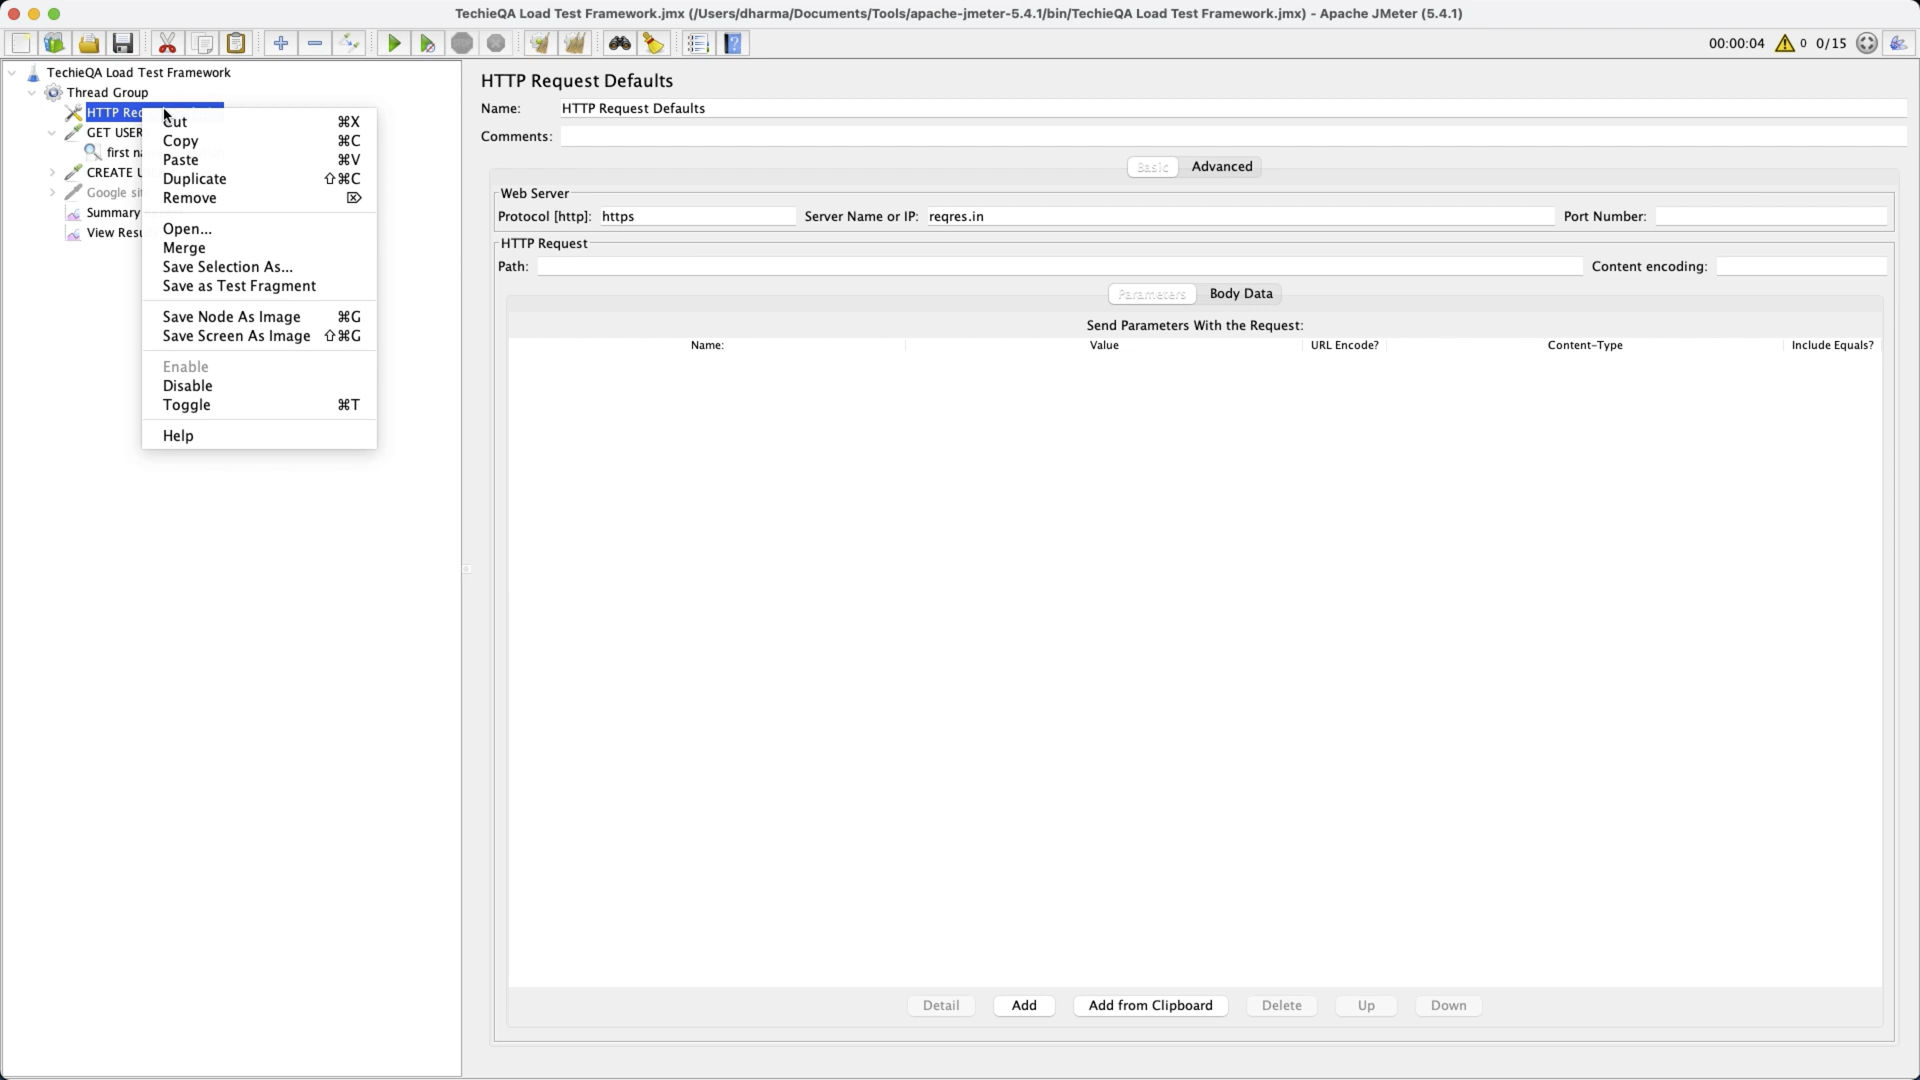 TechieQA Load Test Framework.jmx (/Users/dharma/Documents/Tools/apache-jmeter-5.4.1/bin/TechieQA Load Test Framework.jmx) - Apache JMeter (5.4.1)
00:00:04 0 0/15
TechieQA Load Test Framework
Thread Group
HTTP Req
GET USER
first na
CREATE U
Google sit
Summary
View Resu
Cut ⌘X
Copy ⌘C
Paste ⌘V
Duplicate ⇧⌘C
Remove ⌦
Open...
Merge
Save Selection As...
Save as Test Fragment
Save Node As Image ⌘G
Save Screen As Image ⇧⌘G
Enable
Disable
Toggle ⌘T
Help
HTTP Request Defaults
Name: HTTP Request Defaults
Comments:
Basic Advanced
Web Server
Protocol [http]: https Server Name or IP: reqres.in Port Number:
HTTP Request
Path: Content encoding:
Parameters Body Data
Send Parameters With the Request:
Name: Value URL Encode? Content-Type Include Equals?
Detail Add Add from Clipboard Delete Up Down